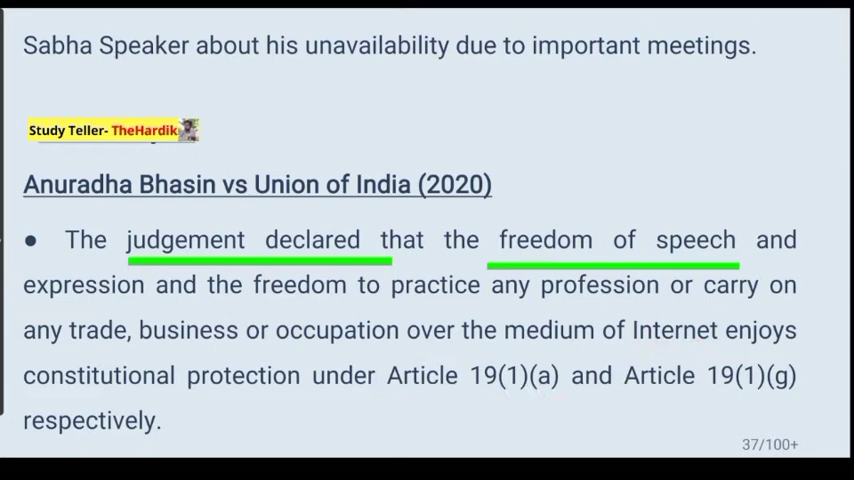 Sabha Speaker about his unavailability due to important meetings.
Study Teller- TheHardik
Anuradha Bhasin vs Union of India (2020)
● The judgement declared that the freedom of speech and
expression and the freedom to practice any profession or carry on
any trade, business or occupation over the medium of Internet enjoys
constitutional protection under Article 19(1)(a) and Article 19(1)(g)
respectively.
37/100+